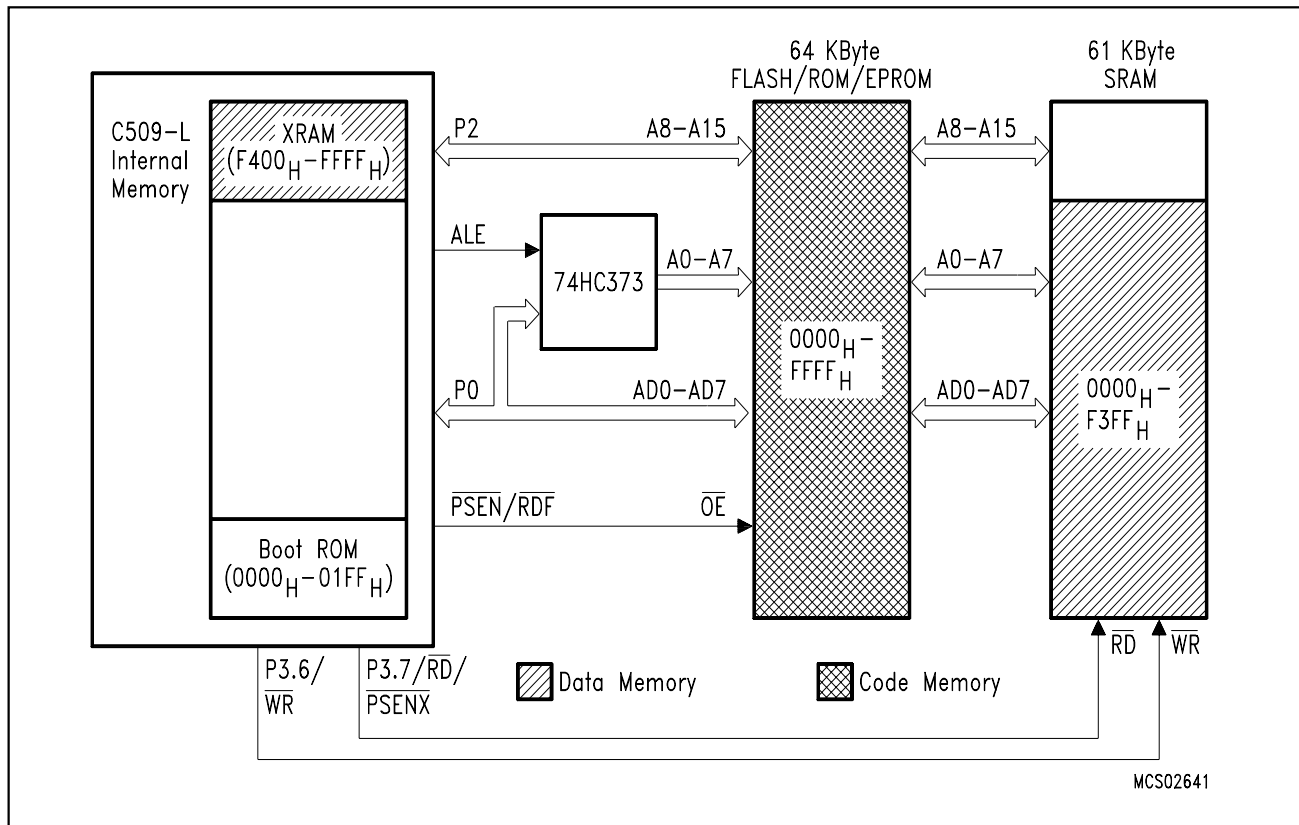 64 KByte
FLASH/ROM/EPROM
61 KByte
SRAM
C509-L
Internal
Memory
XRAM
(F400H-FFFFH)
P2
A8-A15
A8-A15
ALE
74HC373
A0-A7
A0-A7
0000H-
FFFFH
P0
AD0-AD7
AD0-AD7
0000H-
F3FFH
PSEN/RDF
OE
Boot ROM
(0000H-01FFH)
RD
WR
P3.6/
WR
P3.7/RD/
PSENX
Data Memory
Code Memory
MCS02641